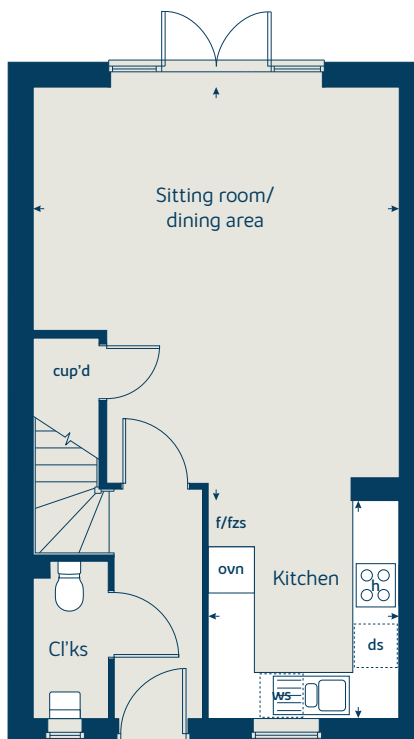 Sitting room/
dining area
cup'd
f/fzs
ovn
Kitchen
h
Cl'ks
ds
ws